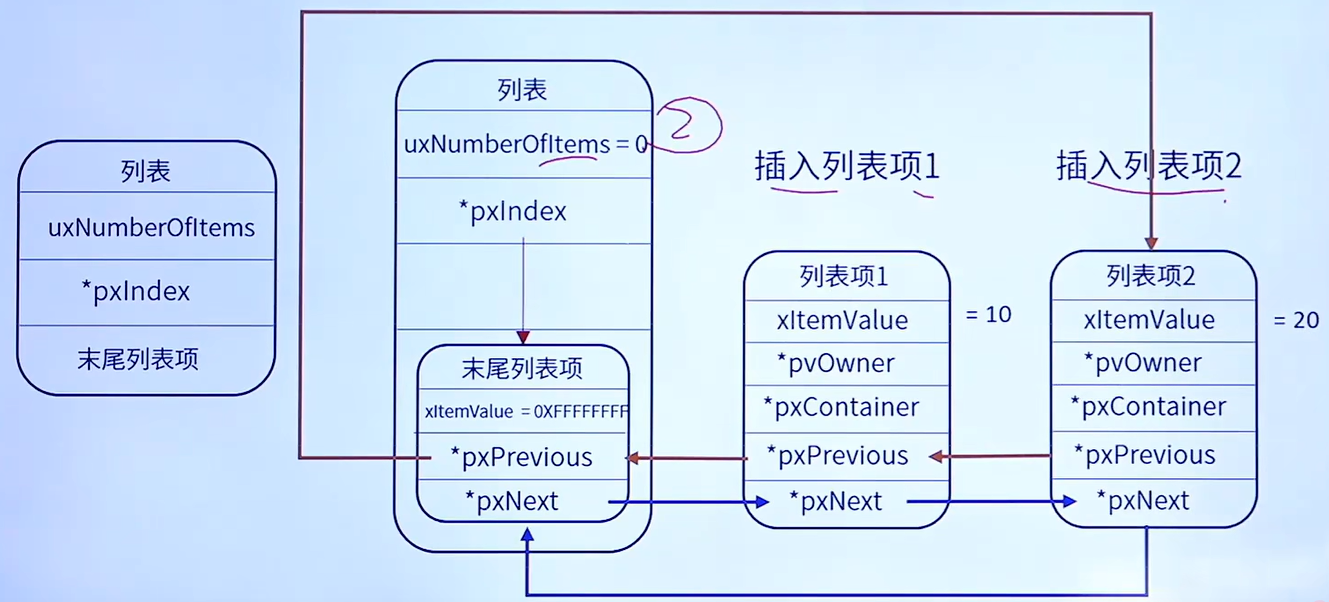 列表
uxNumberOfItems
*pxIndex
末尾列表项
列表
uxNumberOfItems = 0
2
*pxIndex
末尾列表项
xItemValue = 0XFFFFFFFF
*pxPrevious
*pxNext
插入列表项1
列表项1
xItemValue
= 10
*pvOwner
*pxContainer
*pxPrevious
*pxNext
插入列表项2
列表项2
xItemValue
= 20
*pvOwner
*pxContainer
*pxPrevious
*pxNext